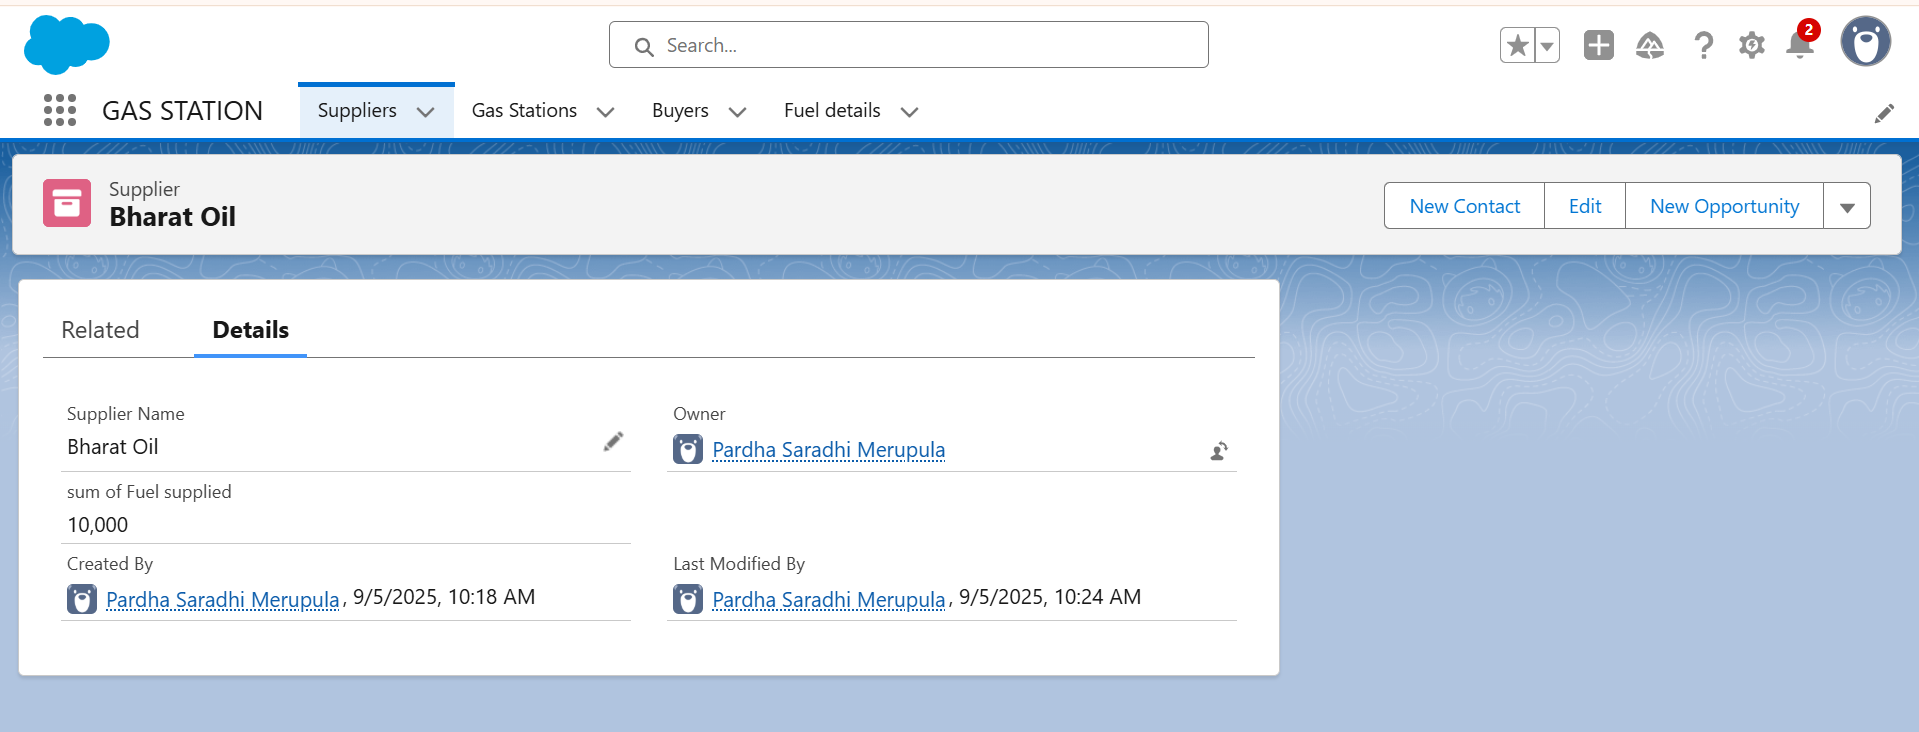 Search...
2
GAS STATION
Suppliers
Gas Stations
Buyers
Fuel details
Supplier
Bharat Oil
New Contact
Edit
New Opportunity
Related
Details
Supplier Name
Bharat Oil
Owner
Pardha Saradhi Merupula
sum of Fuel supplied
10,000
Created By
Pardha Saradhi Merupula, 9/5/2025, 10:18 AM
Last Modified By
Pardha Saradhi Merupula, 9/5/2025, 10:24 AM